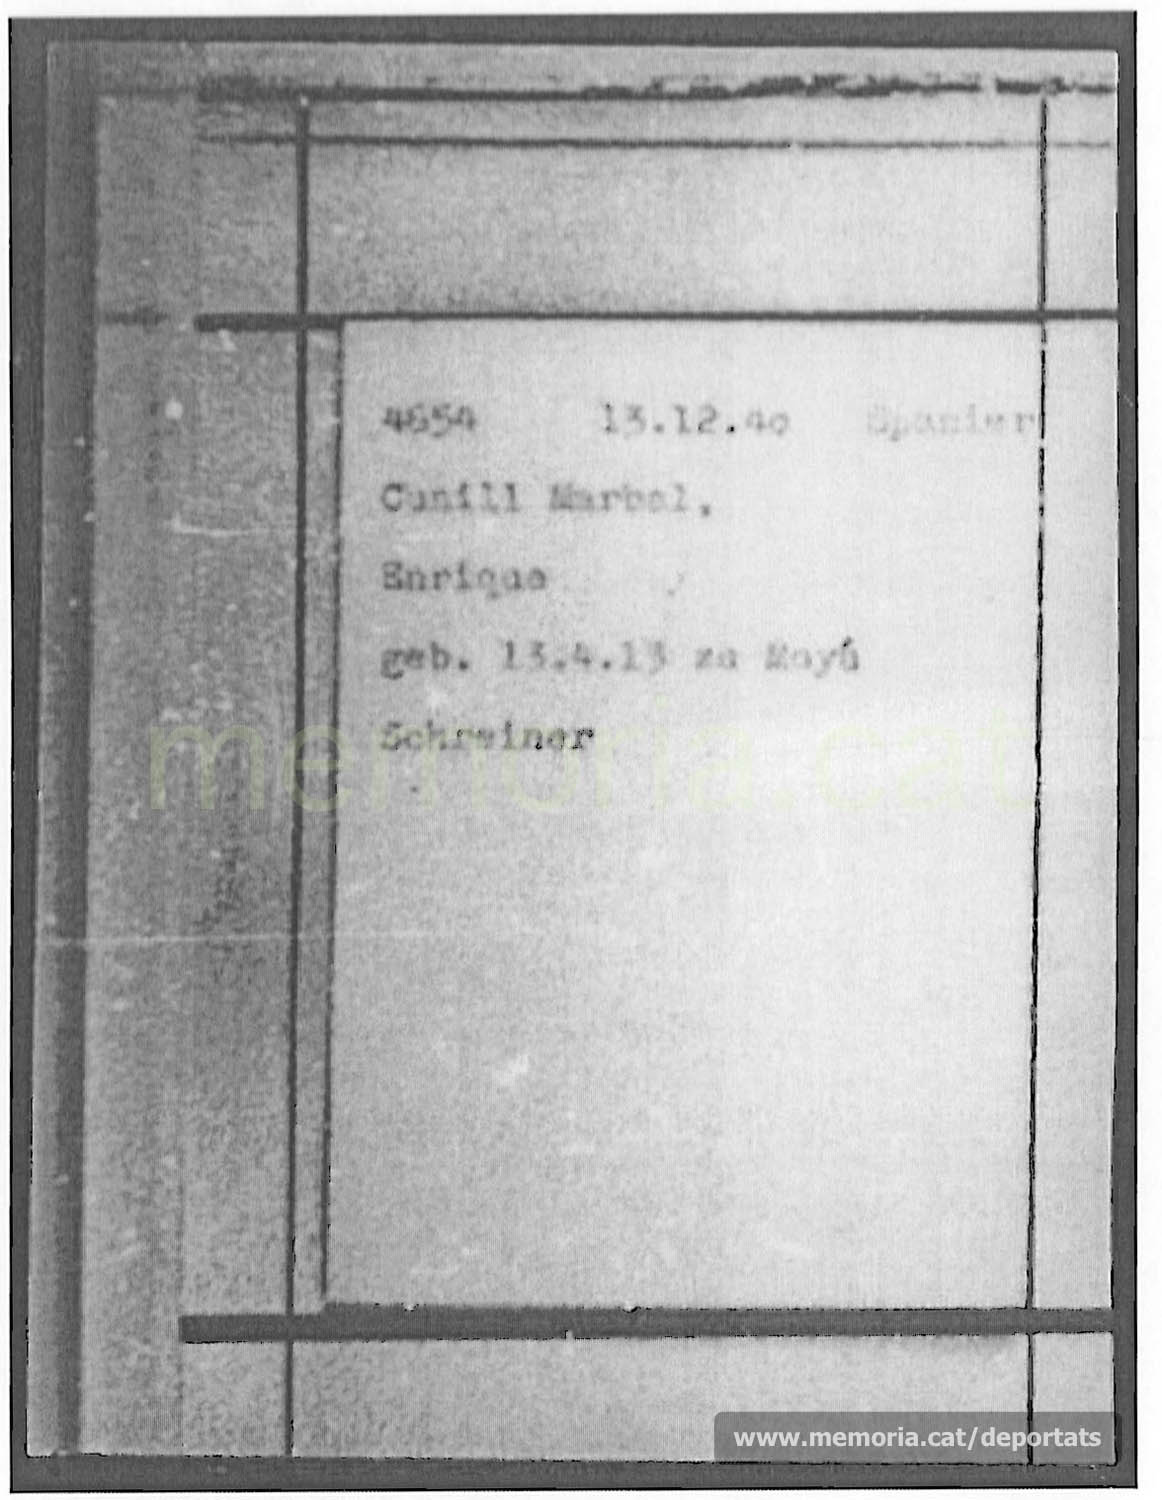 4654 13.12.40 Spanier
Cunill Marbal,
Enrique
geb. 13.4.13 zu Moyá
Schreiner
memoria.cat
www.memoria.cat/deportats